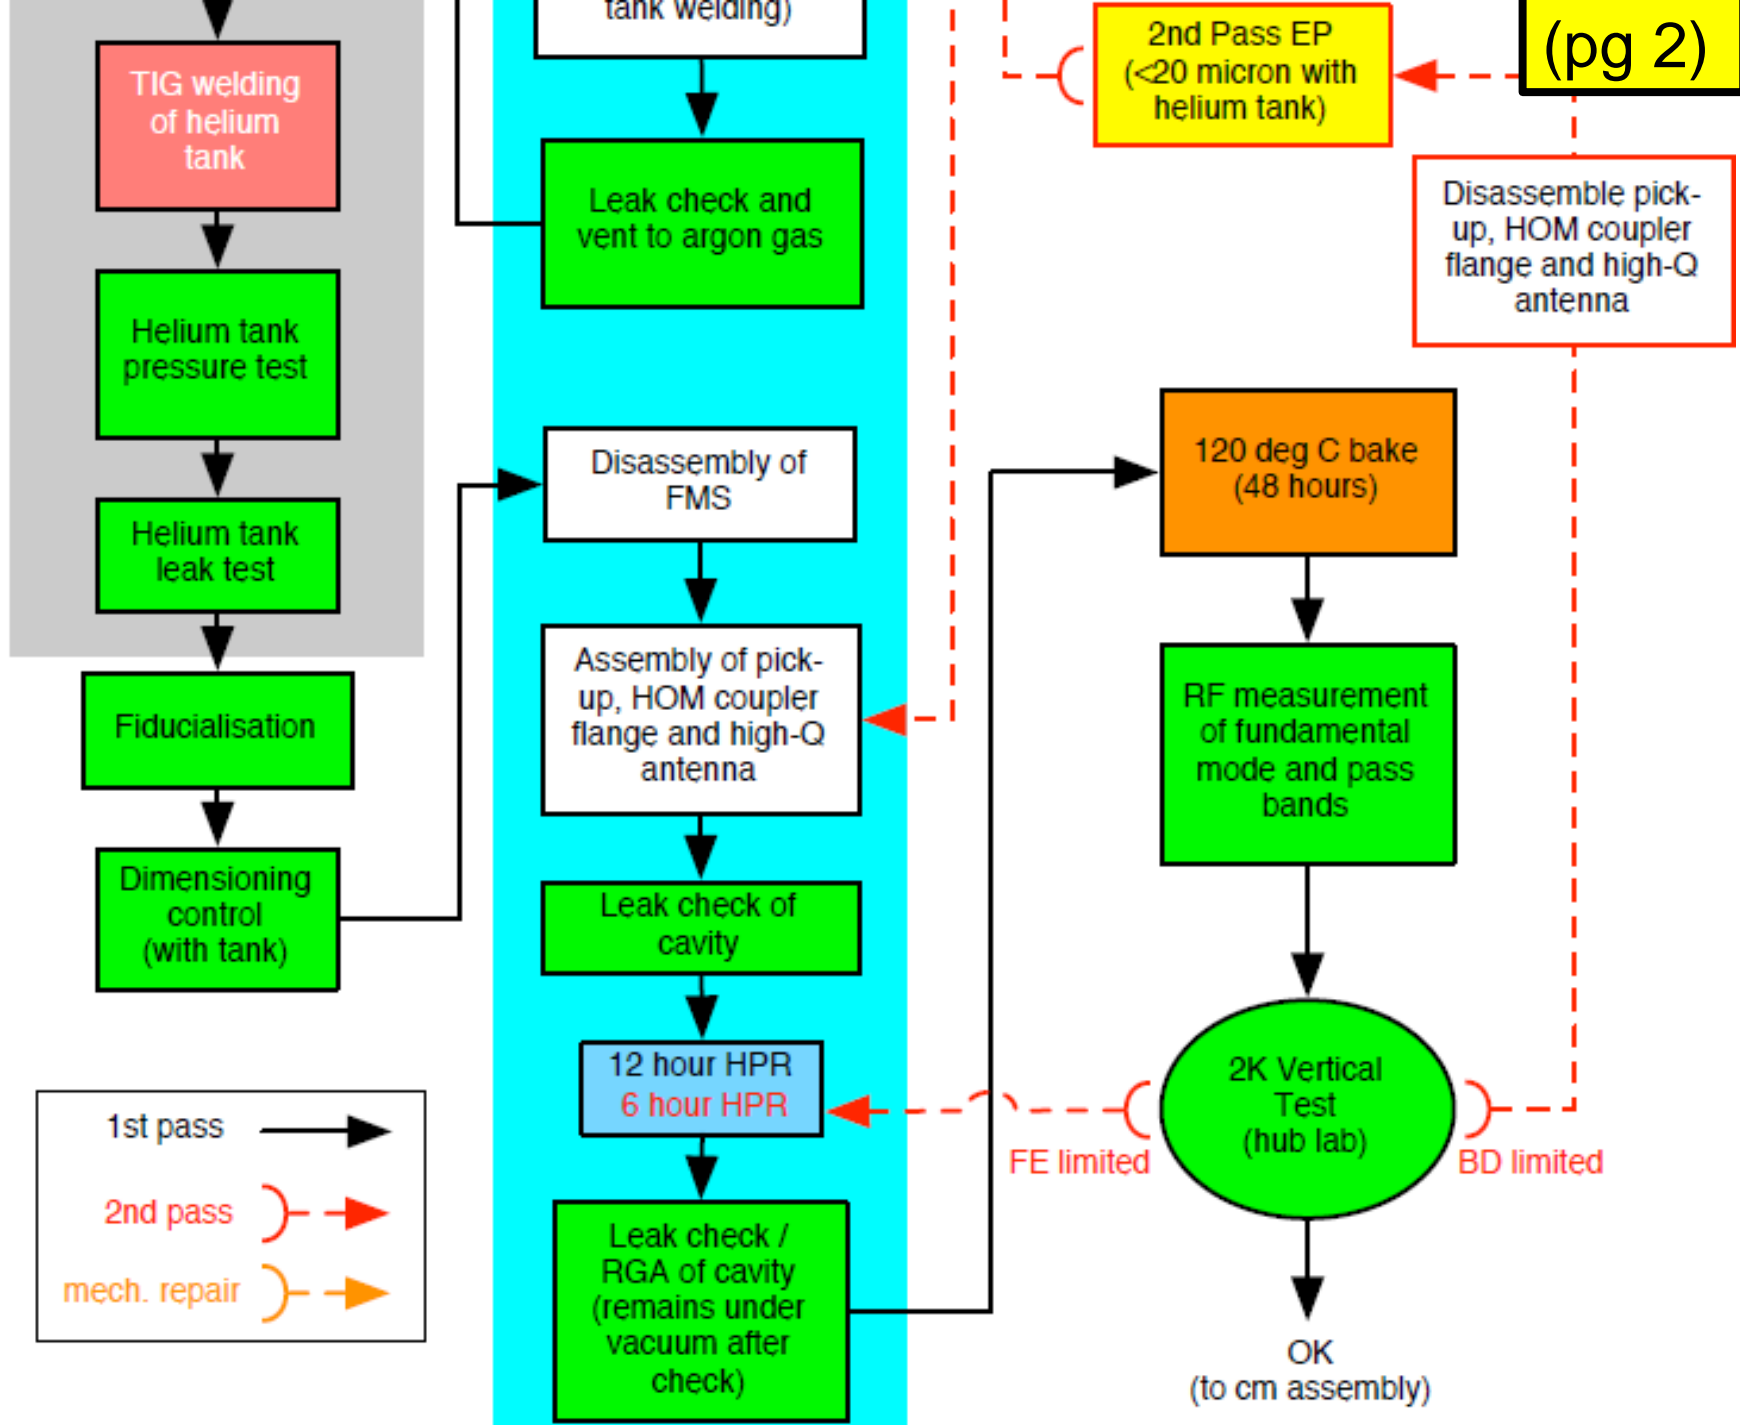 TIG welding
of helium
tank
Helium tank
pressure test
Helium tank
leak test
Fiducialisation
Dimensioning
control
(with tank)
1st pass
2nd pass
mech. repair
tank welding)
Leak check and
vent to argon gas
Disassembly of
FMS
Assembly of pick-
up, HOM coupler
flange and high-Q
antenna
Leak check of
cavity
12 hour HPR
6 hour HPR
Leak check /
RGA of cavity
(remains under
vacuum after
check)
2nd Pass EP
(<20 micron with
helium tank)
(pg 2)
Disassemble pick-
up, HOM coupler
flange and high-Q
antenna
120 deg C bake
(48 hours)
RF measurement
of fundamental
mode and pass
bands
2K Vertical
Test
(hub lab)
FE limited
BD limited
OK
(to cm assembly)